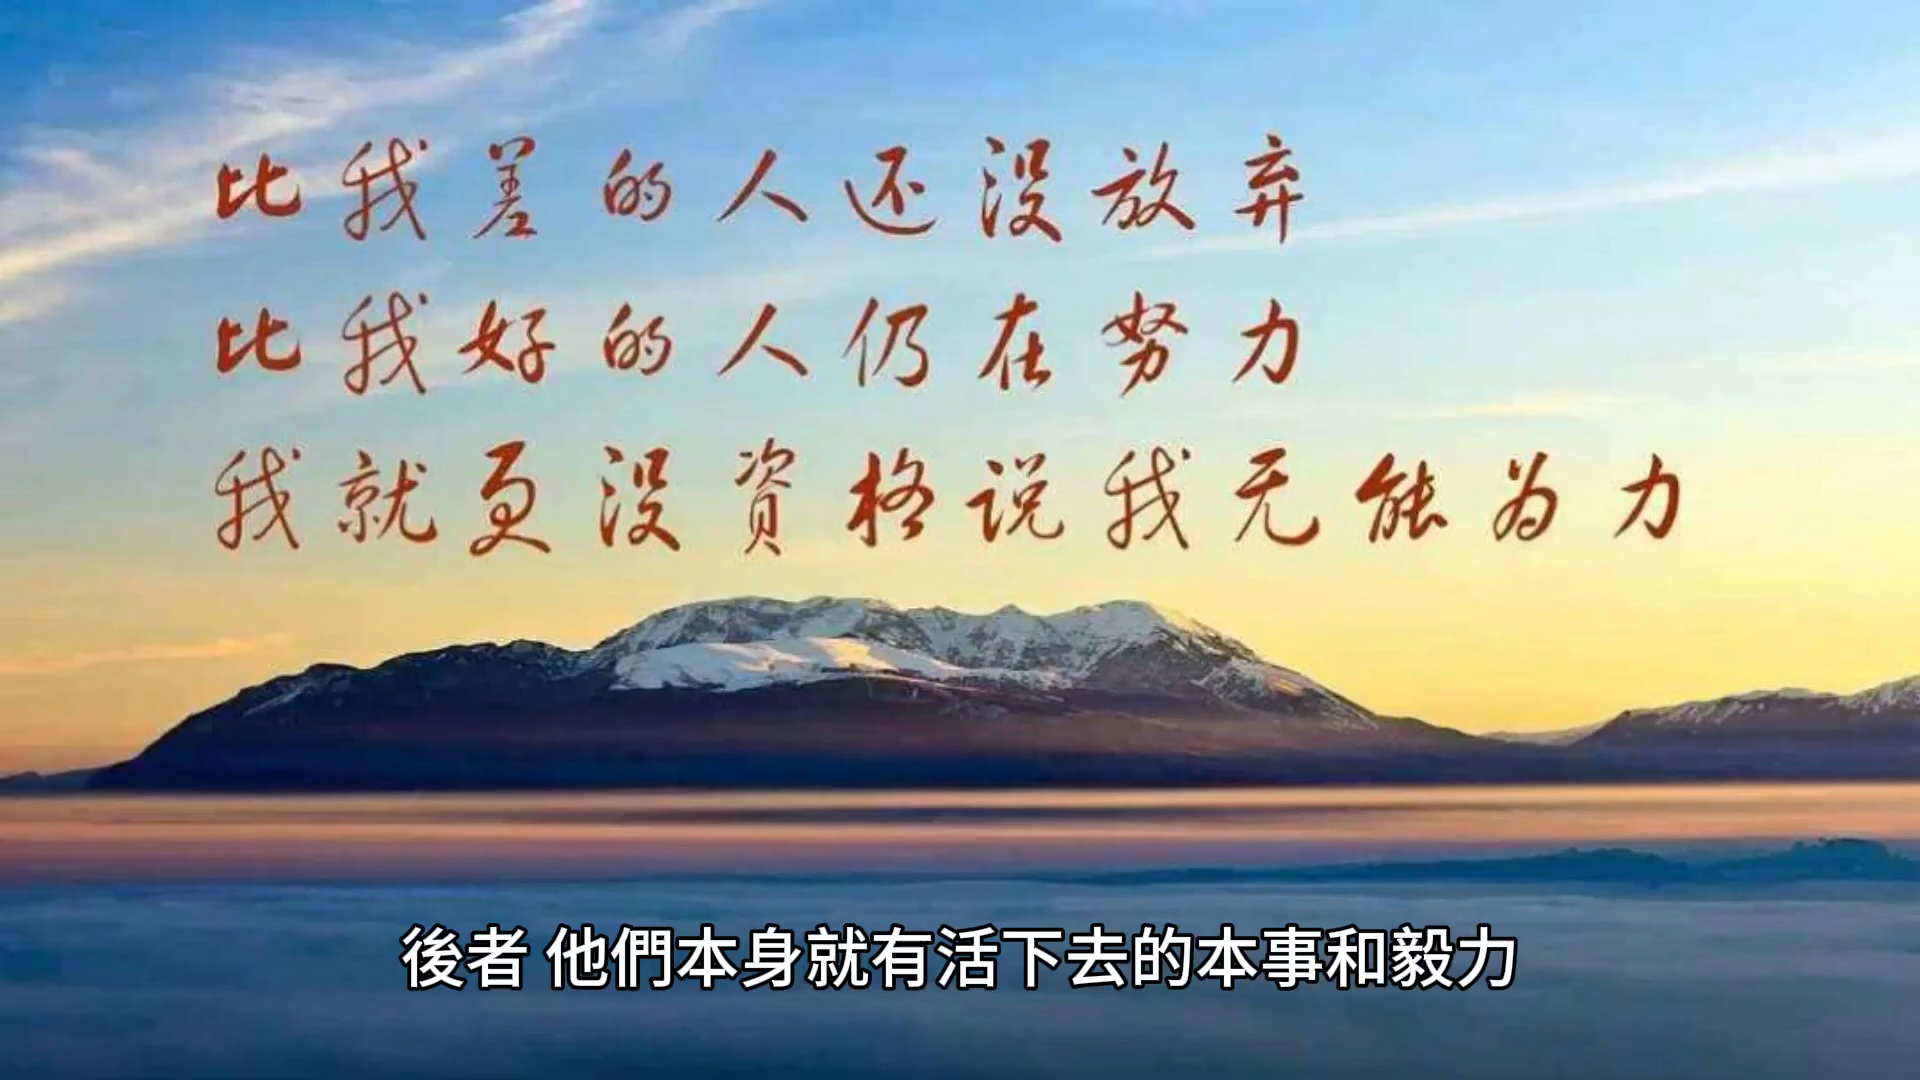 比我差的人还没放弃
比我好的人仍在努力
我就更没資格说我无能为力
後者 他們本身就有活下去的本事和毅力